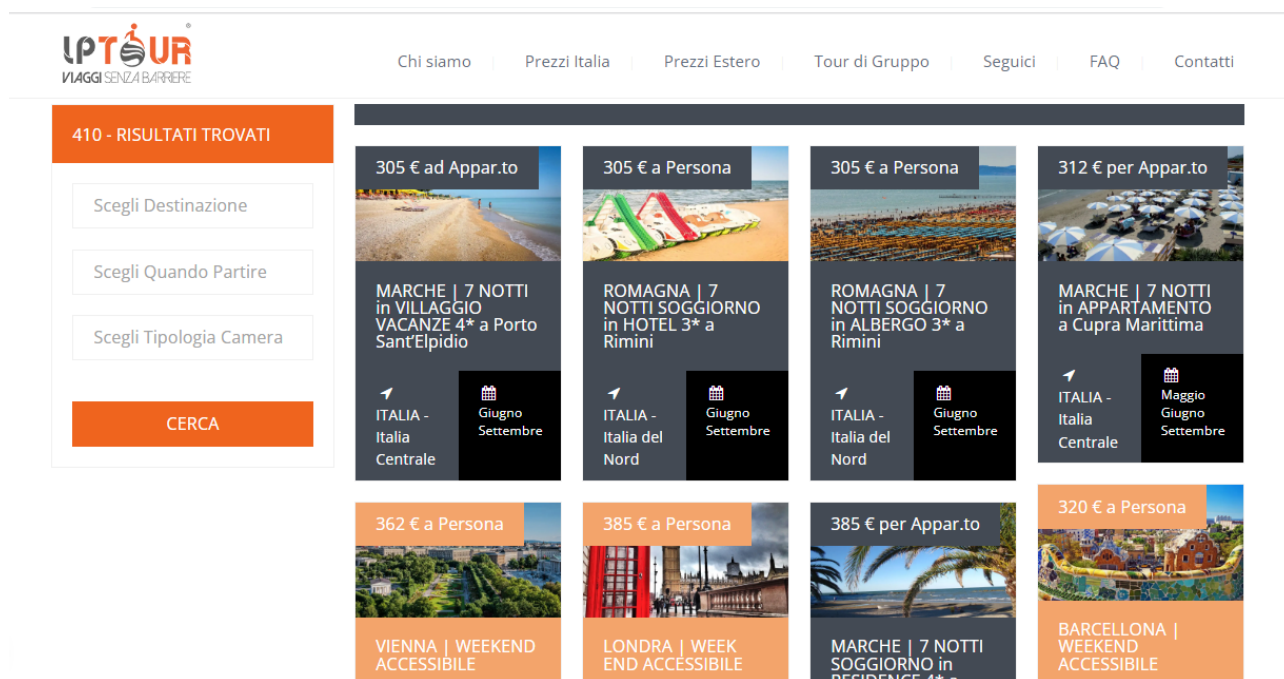 LPTOUR
VIAGGI SENZA BARRIERE
Chi siamo
Prezzi Italia
Prezzi Estero
Tour di Gruppo
Seguici
FAQ
Contatti
410 - RISULTATI TROVATI
Scegli Destinazione
Scegli Quando Partire
Scegli Tipologia Camera
CERCA
305 € ad Appar.to
MARCHE | 7 NOTTI
in VILLAGGIO
VACANZE 4* a Porto
Sant'Elpidio
ITALIA -
Italia
Centrale
Giugno
Settembre
305 € a Persona
ROMAGNA | 7
NOTTI SOGGIORNO
in HOTEL 3* a
Rimini
ITALIA -
Italia del
Nord
Giugno
Settembre
305 € a Persona
ROMAGNA | 7
NOTTI SOGGIORNO
in ALBERGO 3* a
Rimini
ITALIA -
Italia del
Nord
Giugno
Settembre
312 € per Appar.to
MARCHE | 7 NOTTI
in APPARTAMENTO
a Cupra Marittima
ITALIA -
Italia
Centrale
Maggio
Giugno
Settembre
362 € a Persona
VIENNA | WEEKEND
ACCESSIBILE
385 € a Persona
LONDRA | WEEK
END ACCESSIBILE
385 € per Appar.to
MARCHE | 7 NOTTI
SOGGIORNO in
RESIDENCE 4* a
320 € a Persona
BARCELLONA |
WEEKEND
ACCESSIBILE